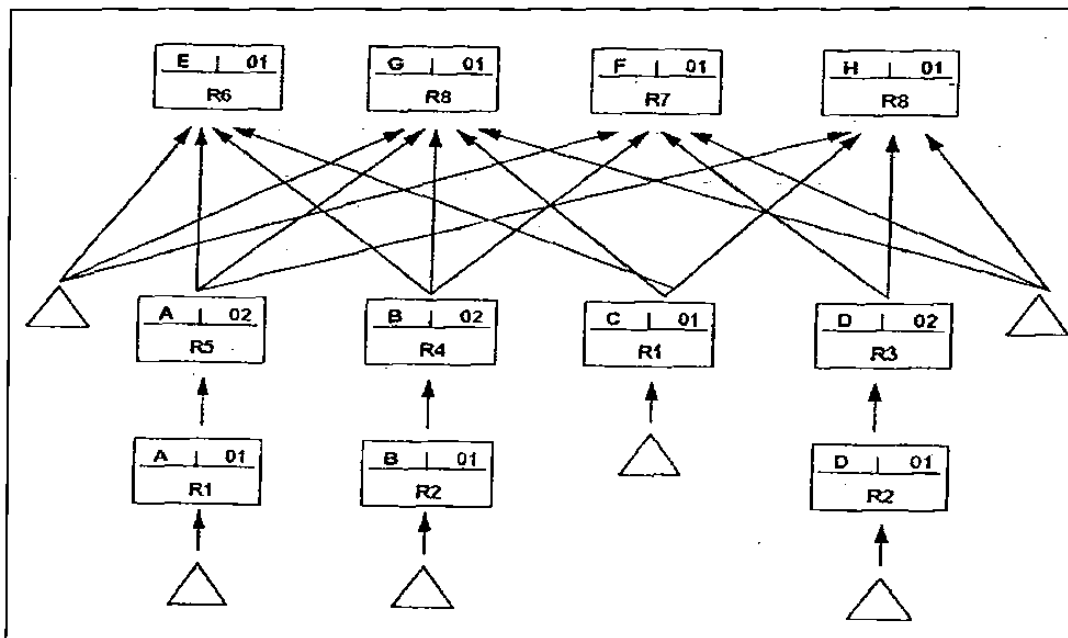 E | 01
R6
G | 01
R8
F | 01
R7
H | 01
R8
A | 02
R5
B | 02
R4
C | 01
R1
D | 02
R3
A | 01
R1
B | 01
R2
D | 01
R2